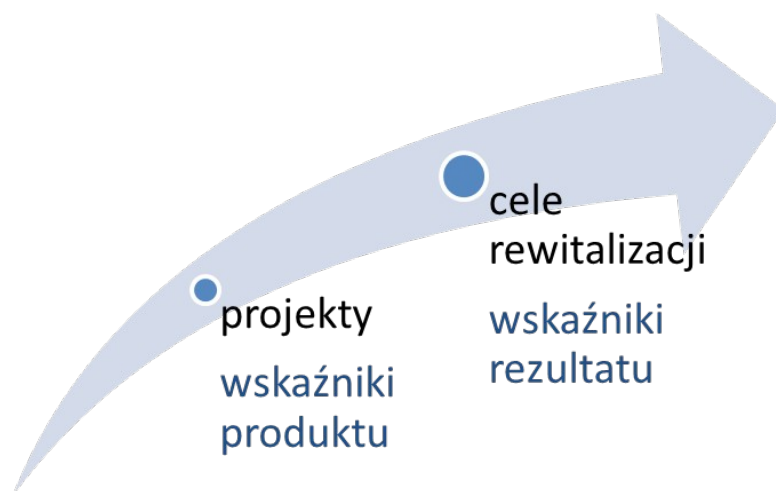 projekty
wskaźniki
produktu
cele
rewitalizacji
wskaźniki
rezultatu